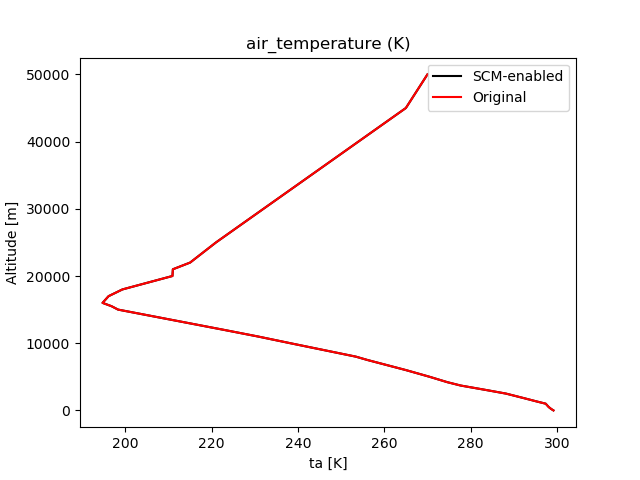 air_temperature (K)
SCM-enabled
Original
Altitude [m]
50000
40000
30000
20000
10000
0
200 220 240 260 280 300
ta [K]